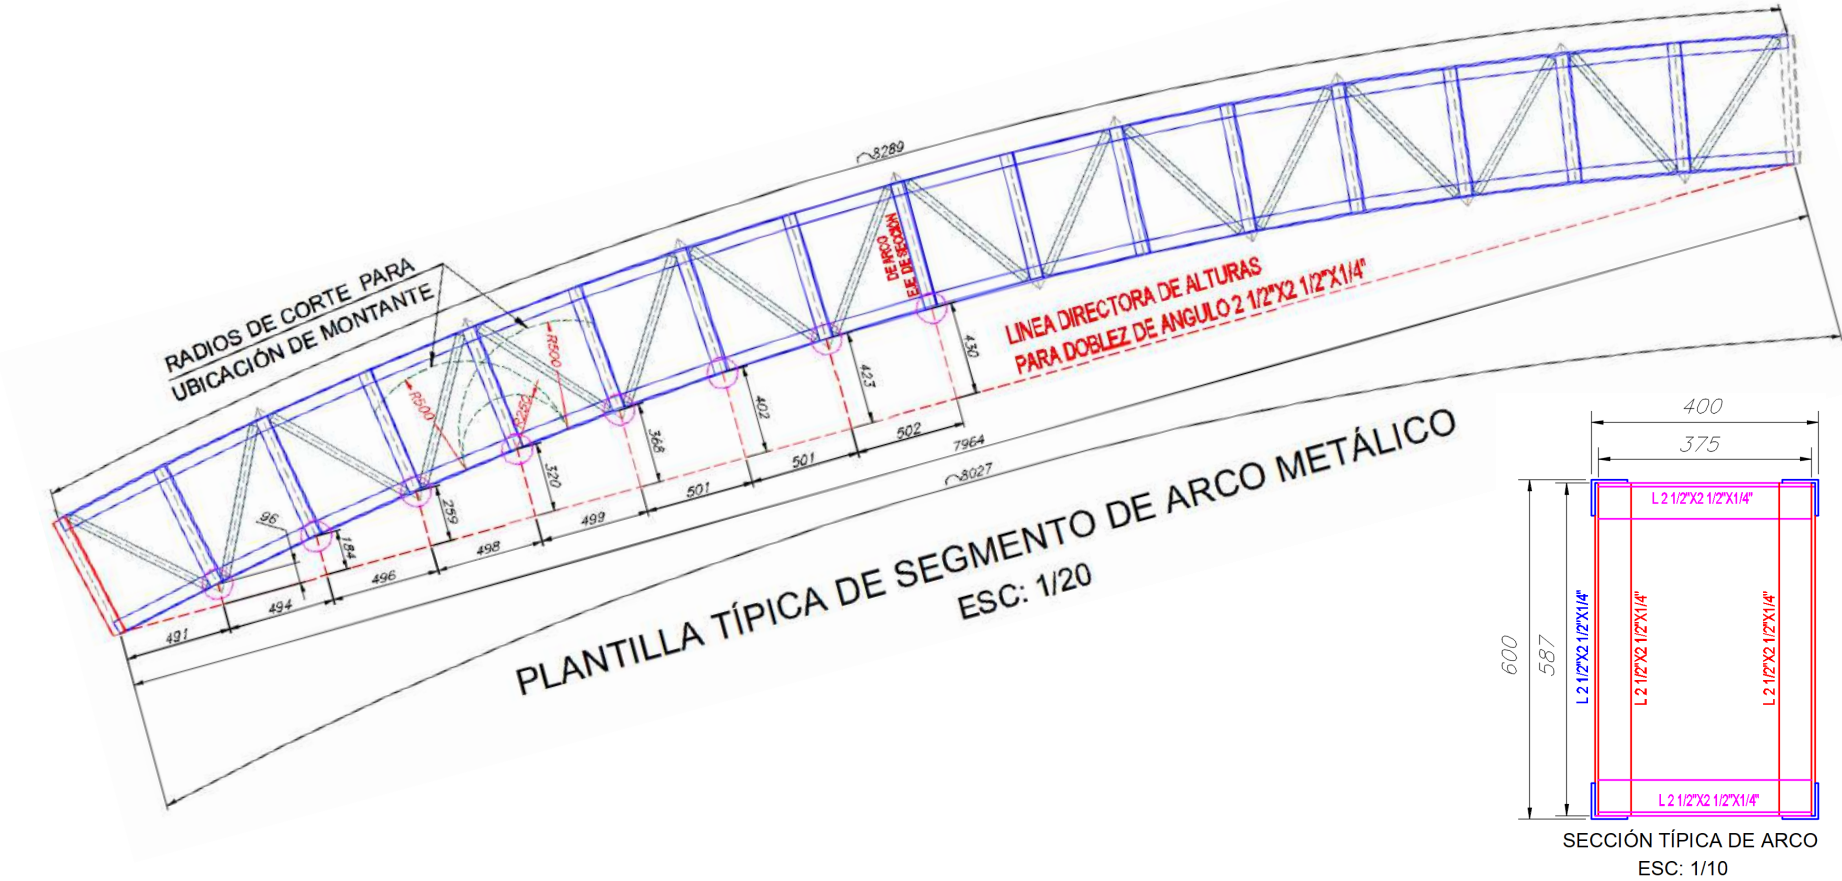 8289
RADIOS DE CORTE PARA
UBICACIÓN DE MONTANTE
R500
R250
R500
EJE DE SECCIÓN
DE ARCO
LINEA DIRECTORA DE ALTURAS
PARA DOBLEZ DE ANGULO 2 1/2"X2 1/2"X1/4"
96
184
259
320
368
402
423
430
491
494
496
498
499
501
501
502
7964
8027
PLANTILLA TÍPICA DE SEGMENTO DE ARCO METÁLICO
ESC: 1/20
400
375
L 2 1/2"X2 1/2"X1/4"
600
587
L 2 1/2"X2 1/2"X1/4"
L 2 1/2"X2 1/2"X1/4"
L 2 1/2"X2 1/2"X1/4"
L 2 1/2"X2 1/2"X1/4"
SECCIÓN TÍPICA DE ARCO
ESC: 1/10